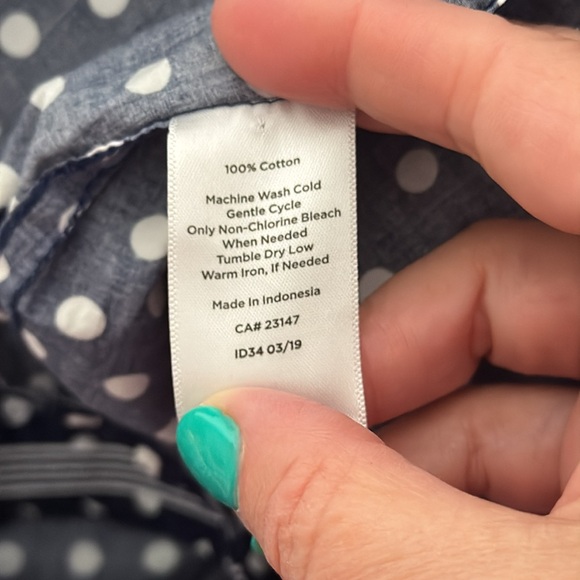 100% Cotton
Machine Wash Cold
Gentle Cycle
Only Non-Chlorine Bleach
When Needed
Tumble Dry Low
Warm Iron, If Needed
Made In Indonesia
CA# 23147
ID34 03/19